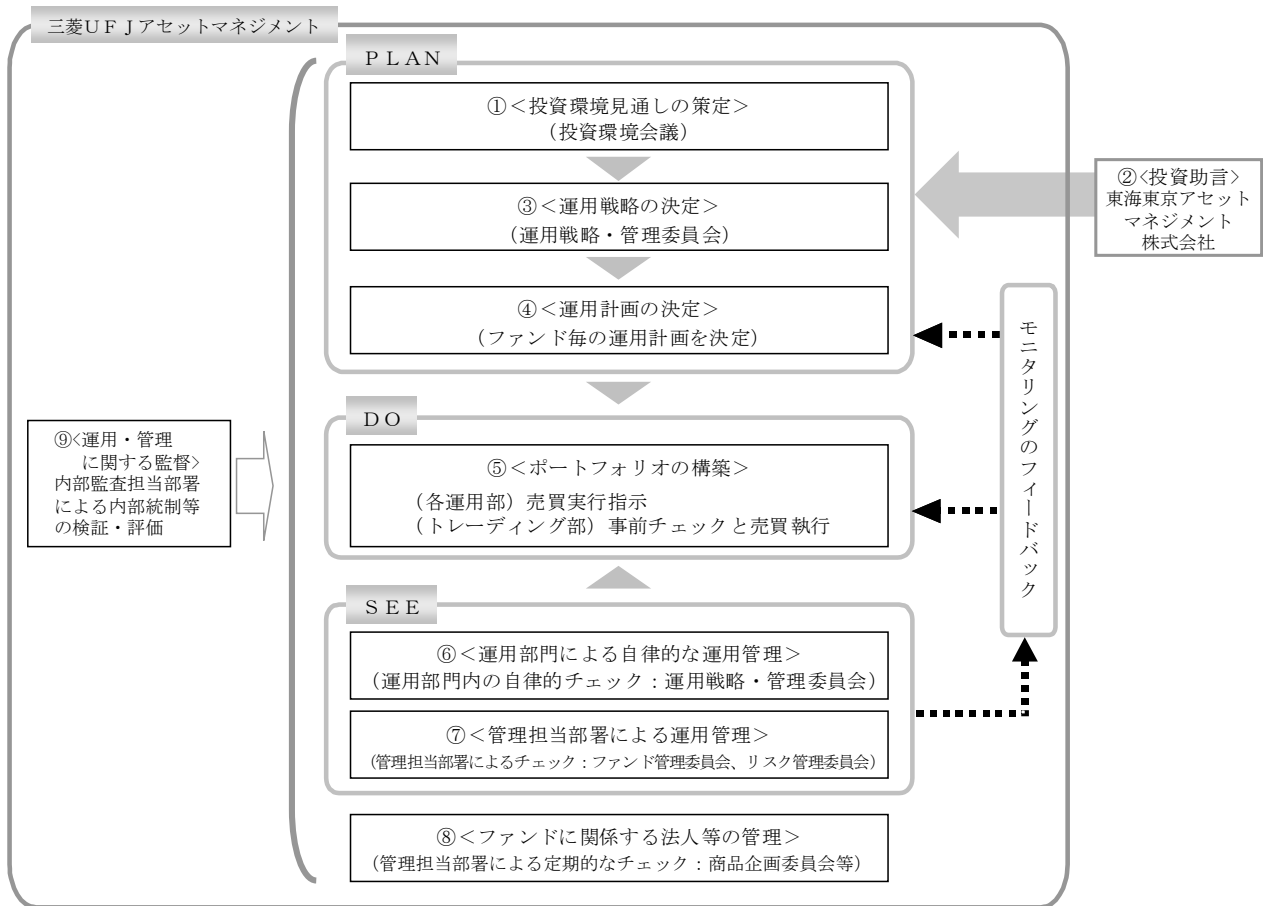 三菱ＵＦＪアセットマネジメント
ＰＬＡＮ
①＜投資環境見通しの策定＞
（投資環境会議）
②＜投資助言＞
東海東京アセット
マネジメント
株式会社
③＜運用戦略の決定＞
（運用戦略・管理委員会）
④＜運用計画の決定＞
（ファンド毎の運用計画を決定）
モニタリングのフィードバック
ＤＯ
⑤＜ポートフォリオの構築＞
（各運用部）売買実行指示
（トレーディング部）事前チェックと売買執行
⑨＜運用・管理
に関する監督＞
内部監査担当部署
による内部統制等
の検証・評価
ＳＥＥ
⑥＜運用部門による自律的な運用管理＞
（運用部門内の自律的チェック：運用戦略・管理委員会）
⑦＜管理担当部署による運用管理＞
（管理担当部署によるチェック：ファンド管理委員会、リスク管理委員会）
⑧＜ファンドに関係する法人等の管理＞
（管理担当部署による定期的なチェック：商品企画委員会等）